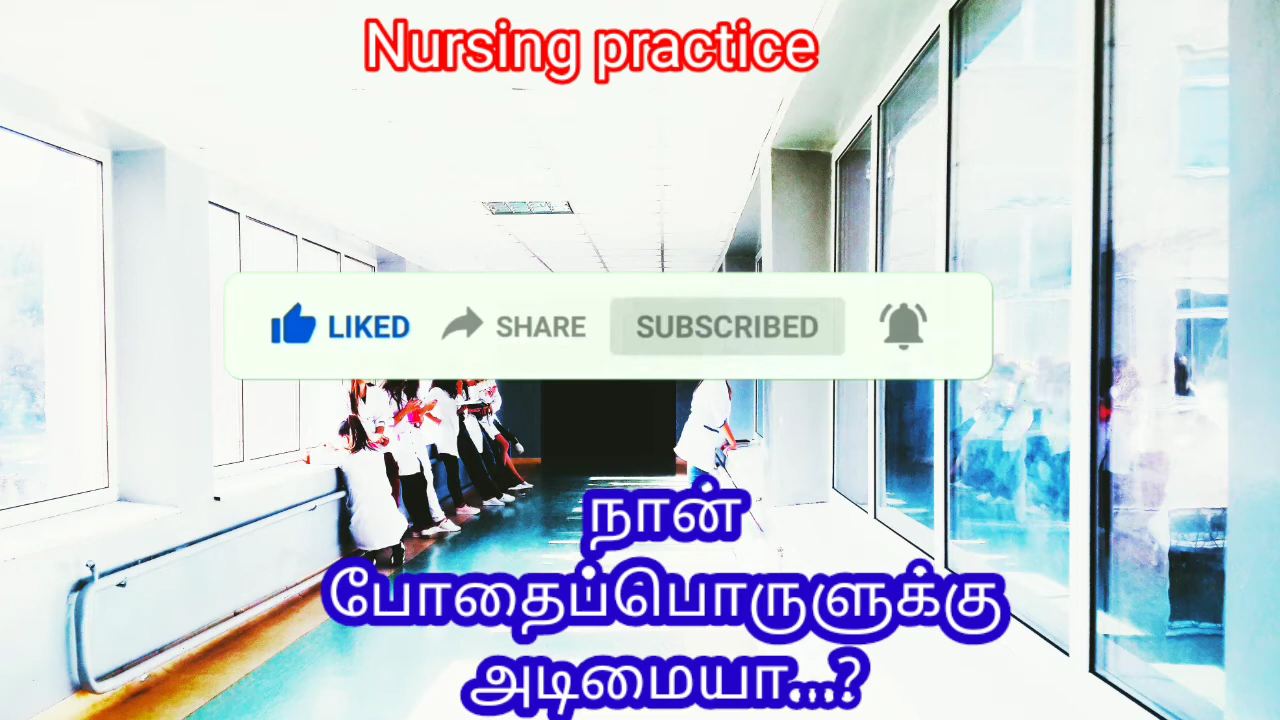 Nursing practice
LIKED SHARE SUBSCRIBED
நான்
போதைப்பொருளுக்கு
அடிமையா...?